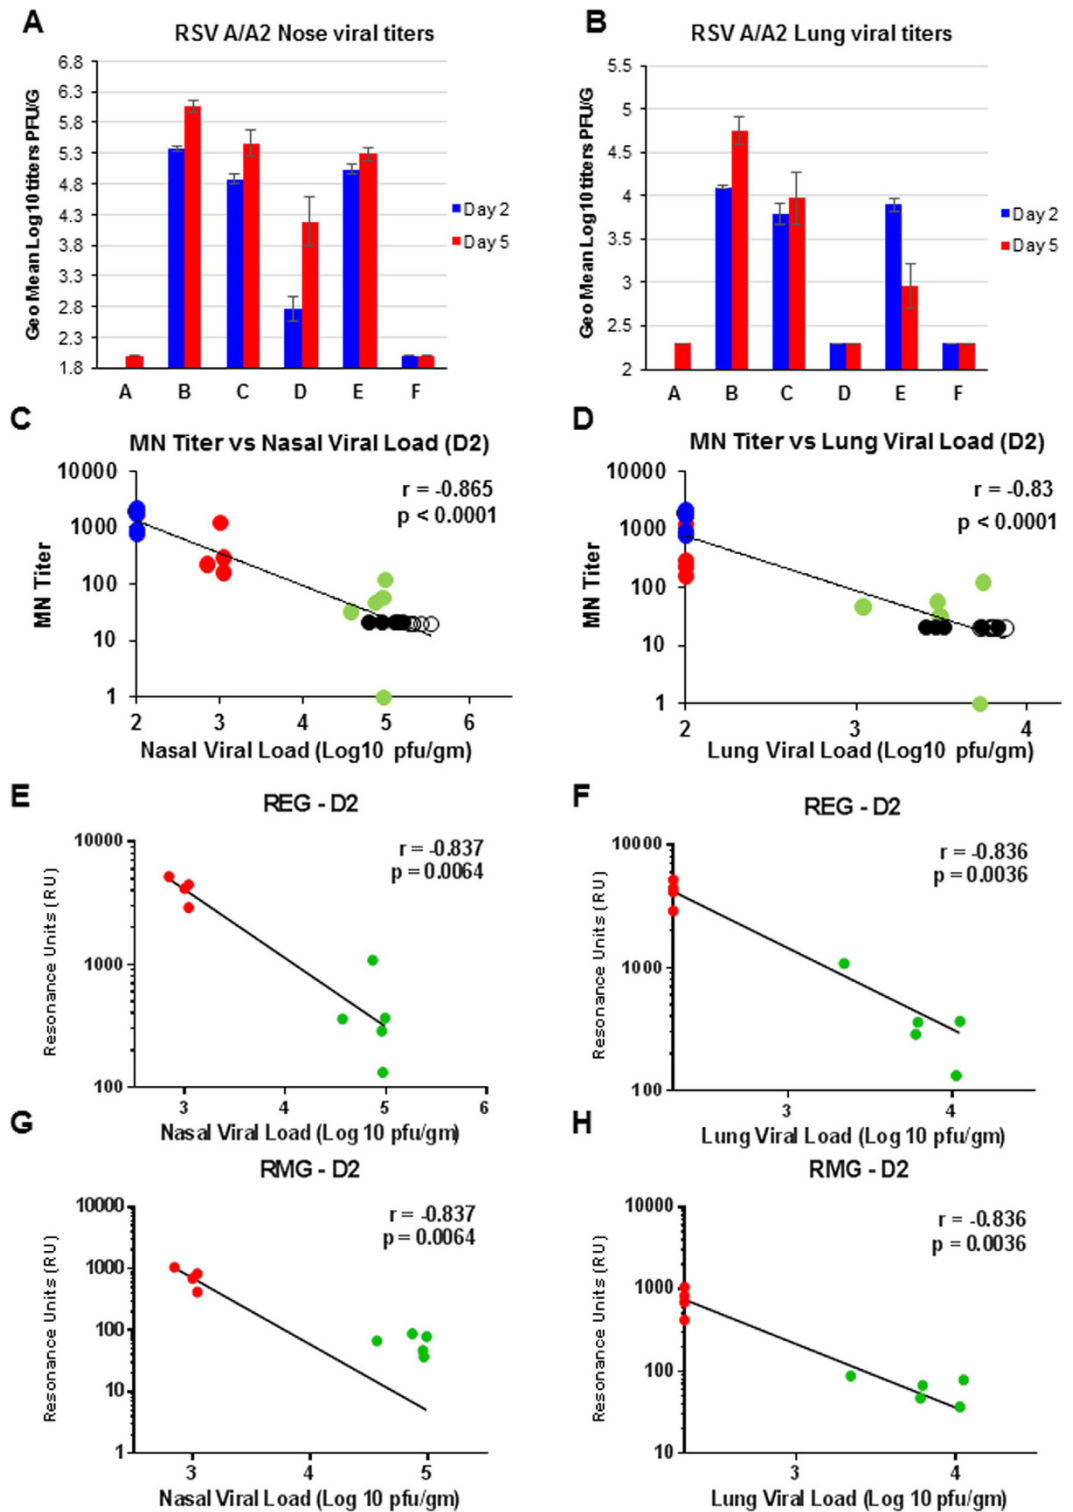 A
RSV A/A2 Nose viral titers
Geo Mean Log10 titers PFU/G
6.8
6.3
5.8
5.3
4.8
4.3
3.8
3.3
2.8
2.3
1.8
A B C D E F
Day 2
Day 5
B
RSV A/A2 Lung viral titers
Geo Mean Log10 titers PFU/G
5.5
5
4.5
4
3.5
3
2.5
2
A B C D E F
Day 2
Day 5
C
MN Titer vs Nasal Viral Load (D2)
r = -0.865
p < 0.0001
MN Titer
10000
1000
100
10
1
2 3 4 5 6
Nasal Viral Load (Log10 pfu/gm)
D
MN Titer vs Lung Viral Load (D2)
r = -0.83
p < 0.0001
MN Titer
10000
1000
100
10
1
2 3 4
Lung Viral Load (Log10 pfu/gm)
E
REG - D2
r = -0.837
p = 0.0064
Resonance Units (RU)
10000
1000
100
3 4 5 6
Nasal Viral Load (Log 10 pfu/gm)
F
REG - D2
r = -0.836
p = 0.0036
Resonance Units (RU)
10000
1000
100
3 4
Lung Viral Load (Log 10 pfu/gm)
G
RMG - D2
r = -0.837
p = 0.0064
Resonance Units (RU)
10000
1000
100
10
1
3 4 5
Nasal Viral Load (Log 10 pfu/gm)
H
RMG - D2
r = -0.836
p = 0.0036
Resonance Units (RU)
10000
1000
100
10
3 4
Lung Viral Load (Log 10 pfu/gm)